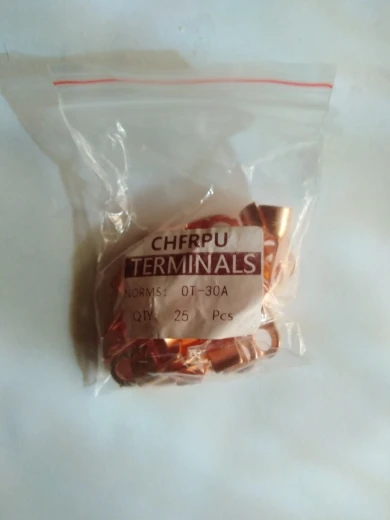 CHFRPU
TERMINALS
NORMS: OT-30A
QTY: 25 Pcs